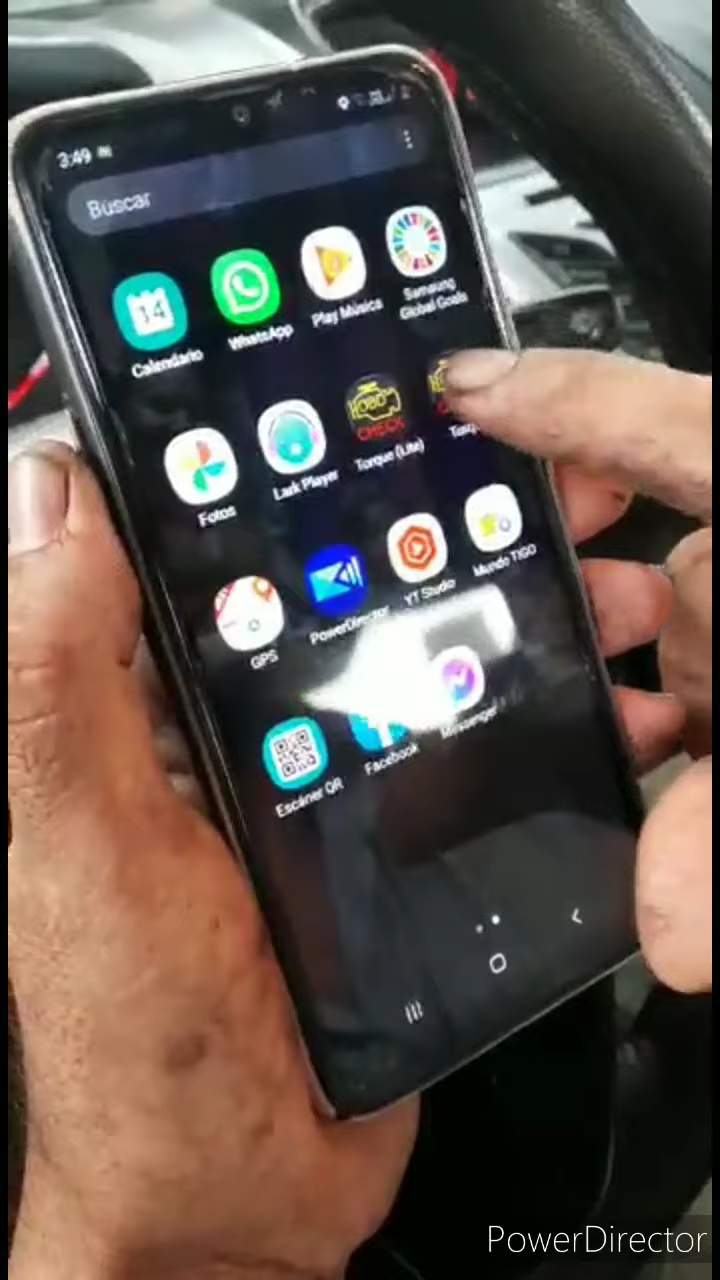 3:49
Búscar
14
Calendario
WhatsApp
Play Música
Samsung
Global Goals
Fotos
Lark Player
OBD
CHECK
Torque (Lite)
GPS
PowerDirector
YT Studio
Mundo TIGO
Escáner QR
Facebook
Messenger
PowerDirector